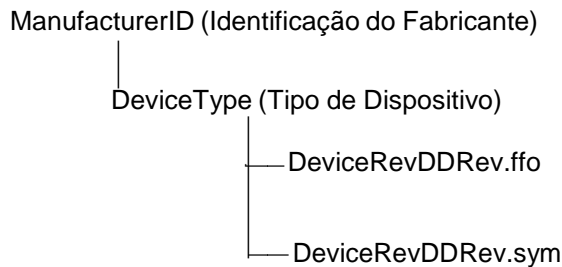 ManufacturerID (Identificação do Fabricante)
DeviceType (Tipo de Dispositivo)
DeviceRevDDRev.ffo
DeviceRevDDRev.sym